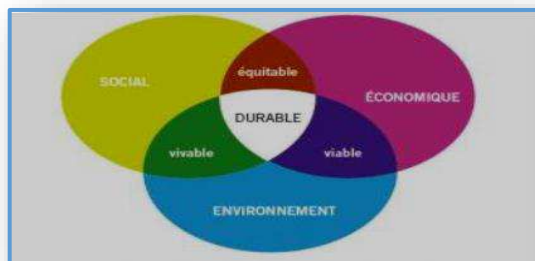 équitable
SOCIAL
ÉCONOMIQUE
DURABLE
vivable
viable
ENVIRONNEMENT